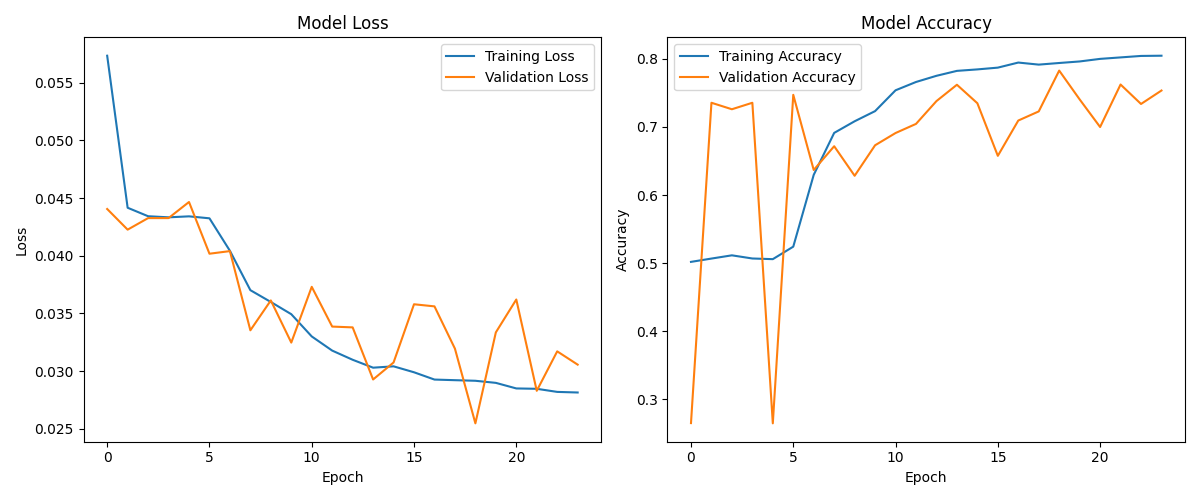 Model Loss
Training Loss
Validation Loss
0.055
0.050
0.045
0.040
0.035
0.030
0.025
Loss
0 5 10 15 20
Epoch
Model Accuracy
Training Accuracy
Validation Accuracy
0.8
0.7
0.6
0.5
0.4
0.3
Accuracy
0 5 10 15 20
Epoch